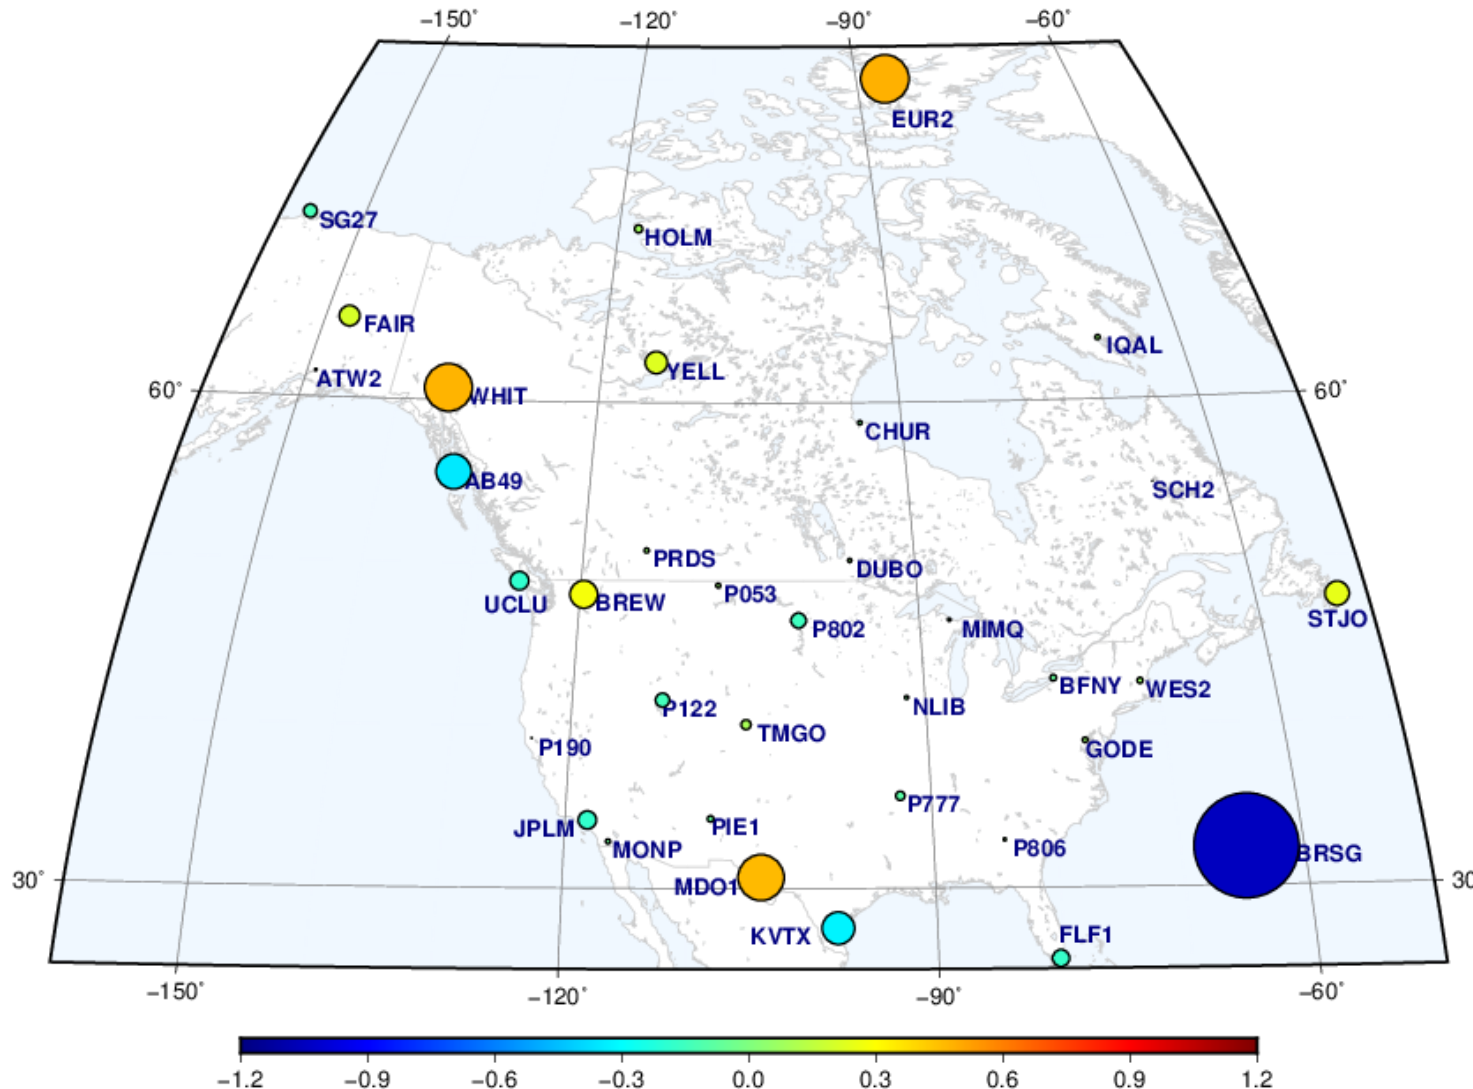 −150° −120° −90° −60°
EUR2
SG27
HOLM
FAIR
IQAL
YELL
ATW2
60° 60°
WHIT
CHUR
AB49
SCH2
PRDS
DUBO
P053
BREW
UCLU
STJO
P802
MIMQ
BFNY
WES2
P122
NLIB
TMGO
P190
GODE
P777
PIE1
JPLM
MONP
P806
BRSG
30° 30
MDO1
KVTX
FLF1
−150° −120° −90° −60°
−1.2 −0.9 −0.6 −0.3 0.0 0.3 0.6 0.9 1.2